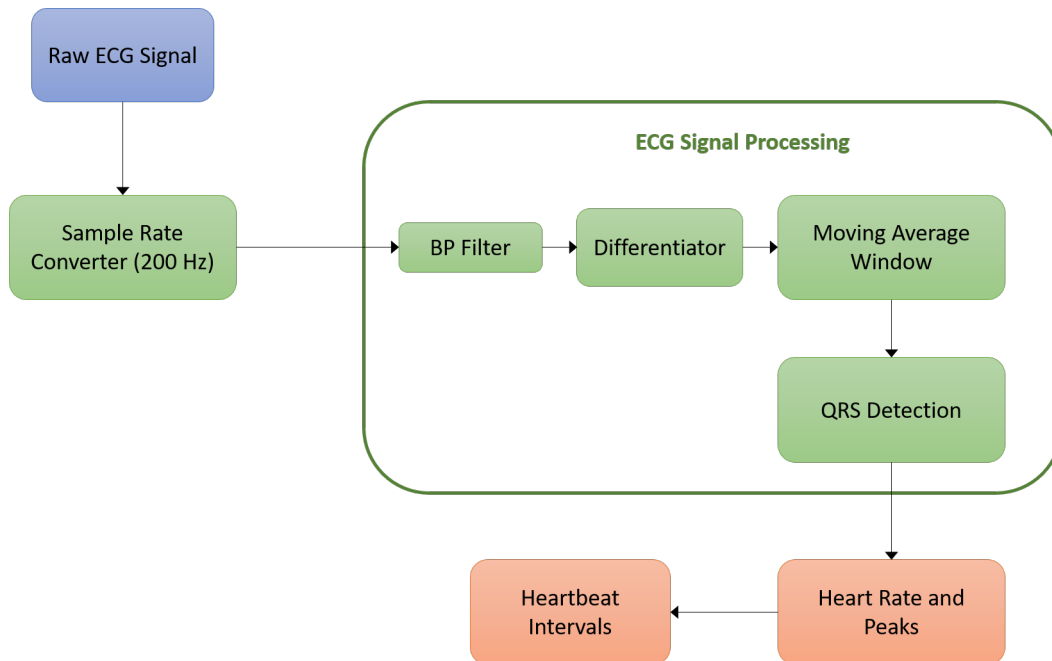 Raw ECG Signal
ECG Signal Processing
Sample Rate
Converter (200 Hz)
BP Filter
Differentiator
Moving Average
Window
QRS Detection
Heartbeat
Intervals
Heart Rate and
Peaks